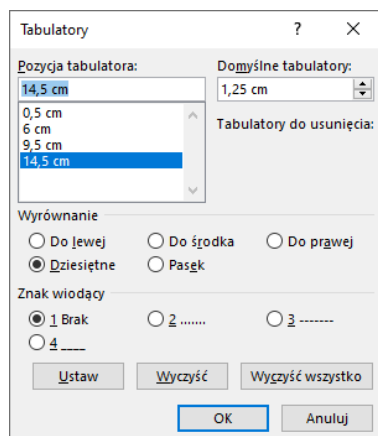 Tabulatory ?
Pozycja tabulatora: Domyślne tabulatory:
14,5 cm 1,25 cm
0,5 cm
6 cm
9,5 cm
14,5 cm
Tabulatory do usunięcia:
Wyrównanie
Do lewej Do środka Do prawej
Dziesiętne Pasek
Znak wiodący
1 Brak 2 ....... 3 -------
4 ___
Ustaw Wyczyść Wyczyść wszystko
OK Anuluj